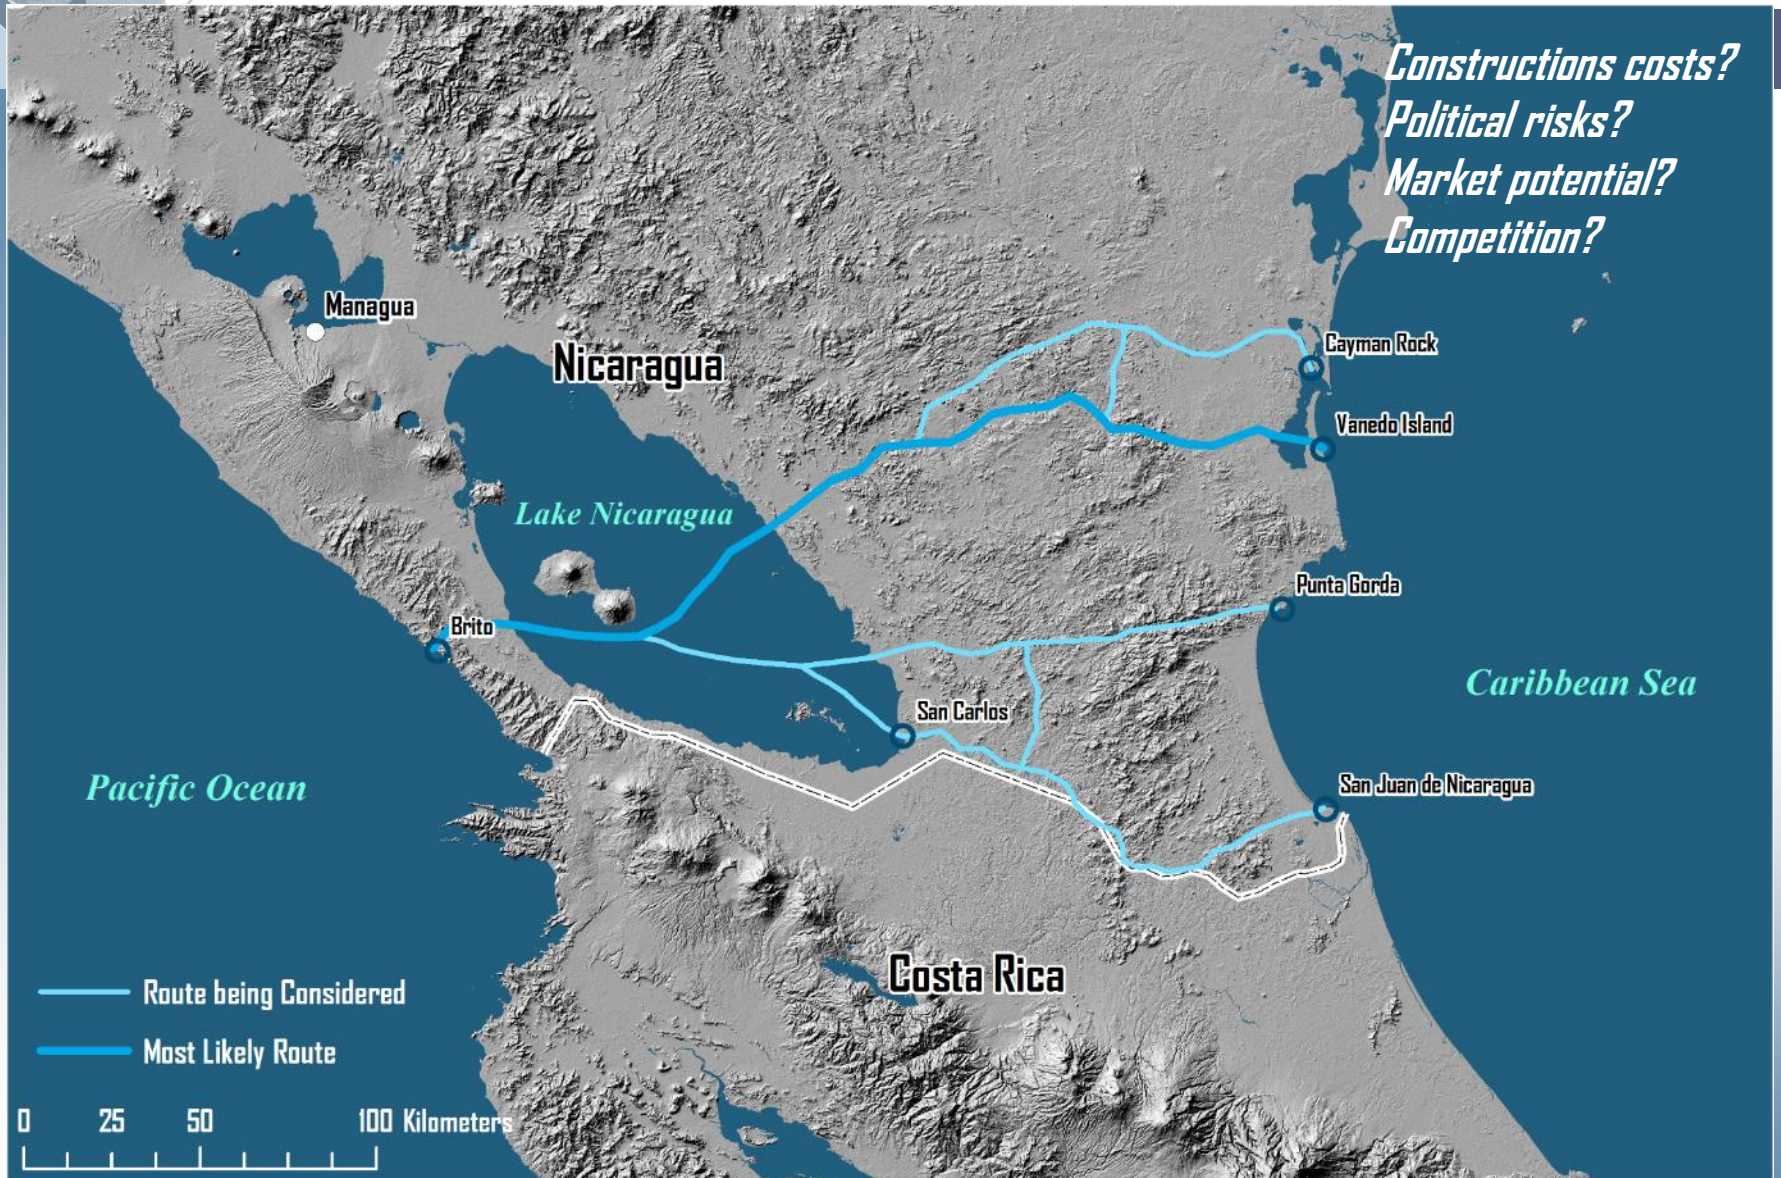 Constructions costs?
Political risks?
Market potential?
Competition?
Managua
Nicaragua
Cayman Rock
Vanedo Island
Lake Nicaragua
Punta Gorda
Brito
Caribbean Sea
San Carlos
Pacific Ocean
San Juan de Nicaragua
Costa Rica
Route being Considered
Most Likely Route
0 25 50 100 Kilometers